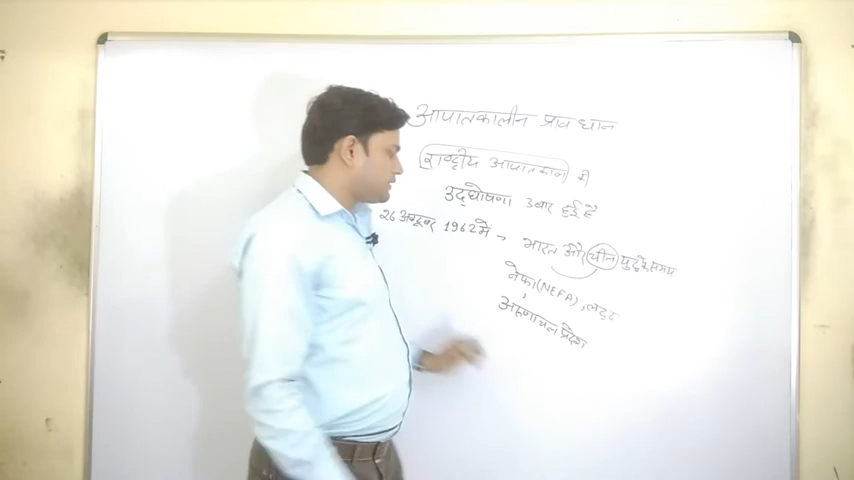 आपातकालीन प्रावधान
राष्ट्रीय आपातकाल की
उद्घोषणा 3 बार हुई है
26 अक्टूबर 1962 में → भारत और चीन युद्ध के समय
नेफा (NEFA), लद्दाख
अरुणाचल प्रदेश